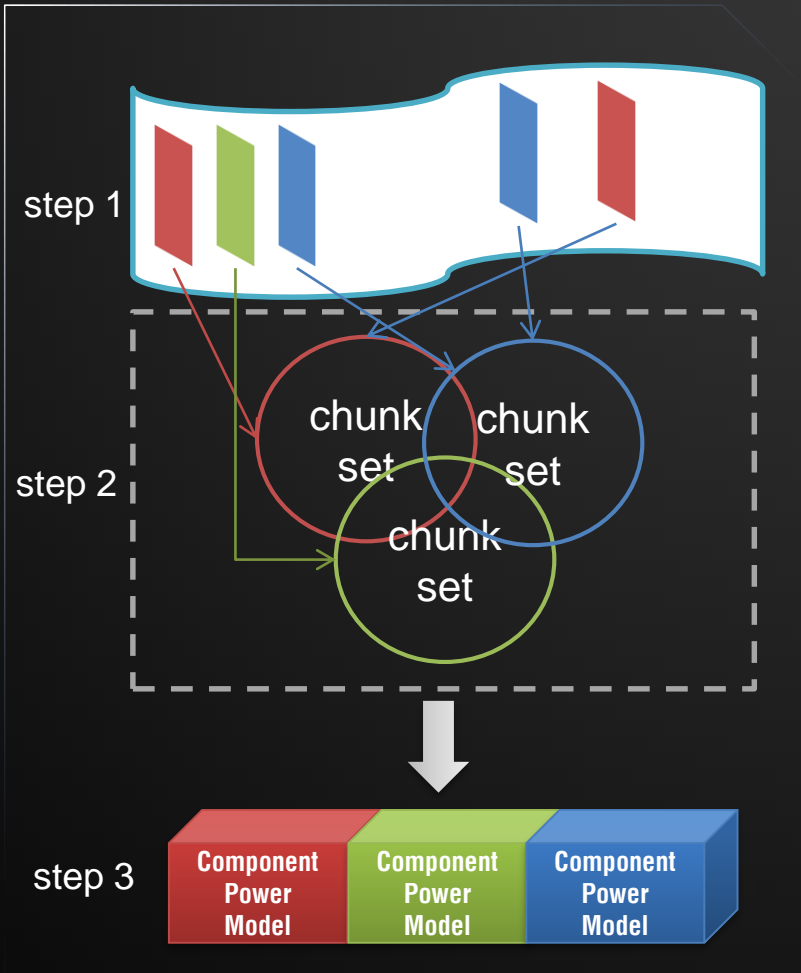 step 1
step 2
chunk
set
chunk
set
chunk
set
step 3
Component
Power
Model
Component
Power
Model
Component
Power
Model